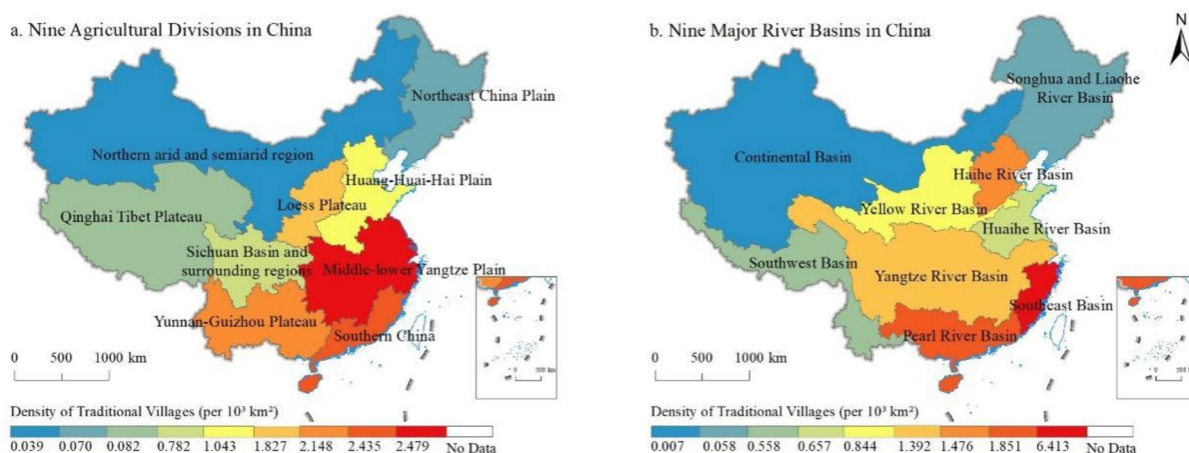 a. Nine Agricultural Divisions in China
Northeast China Plain
Northern arid and semiarid region
Huang-Huai-Hai Plain
Loess Plateau
Qinghai Tibet Plateau
Sichuan Basin and
surrounding regions
Middle-lower Yangtze Plain
Yunnan-Guizhou Plateau
Southern China
0 500 1000 km
Density of Traditional Villages (per 10³ km²)
0.039 0.070 0.082 0.782 1.043 1.827 2.148 2.435 2.479 No Data
b. Nine Major River Basins in China
N
Songhua and Liaohe
River Basin
Continental Basin
Haihe River Basin
Yellow River Basin
Huaihe River Basin
Southwest Basin
Yangtze River Basin
Southeast Basin
Pearl River Basin
0 500 1000 km
Density of Traditional Villages (per 10³ km²)
0.007 0.058 0.558 0.657 0.844 1.392 1.476 1.851 6.413 No Data